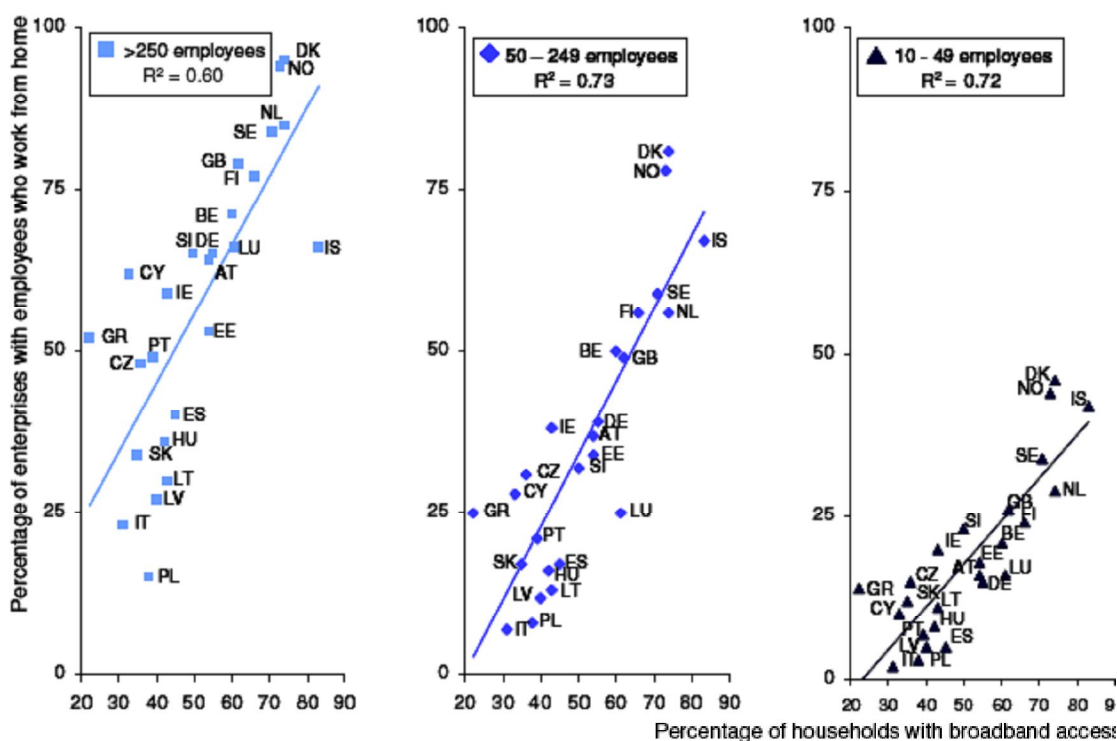 Percentage of enterprises with employees who work from home
100
75
50
25
0
>250 employees
R² = 0.60
DK
NO
NL
SE
GB
FI
BE
SI DE
LU
IS
CY
AT
IE
GR
EE
PT
CZ
ES
HU
SK
LT
LV
IT
PL
20 30 40 50 60 70 80 90
100
75
50
25
0
50 – 249 employees
R² = 0.73
DK
NO
IS
SE
FI
NL
BE
GB
IE
DE
AT
EE
SI
CZ
CY
GR
LU
PT
SK
ES
HU
LV
LT
IT
PL
20 30 40 50 60 70 80 90
100
75
50
25
0
10 - 49 employees
R² = 0.72
DK
NO
IS
SE
NL
GB
FI
SI
BE
IE
EE
AT
LU
DE
CZ
GR
SK
CY
LT
HU
PT
ES
LV
IT
PL
20 30 40 50 60 70 80
Percentage of households with broadband access